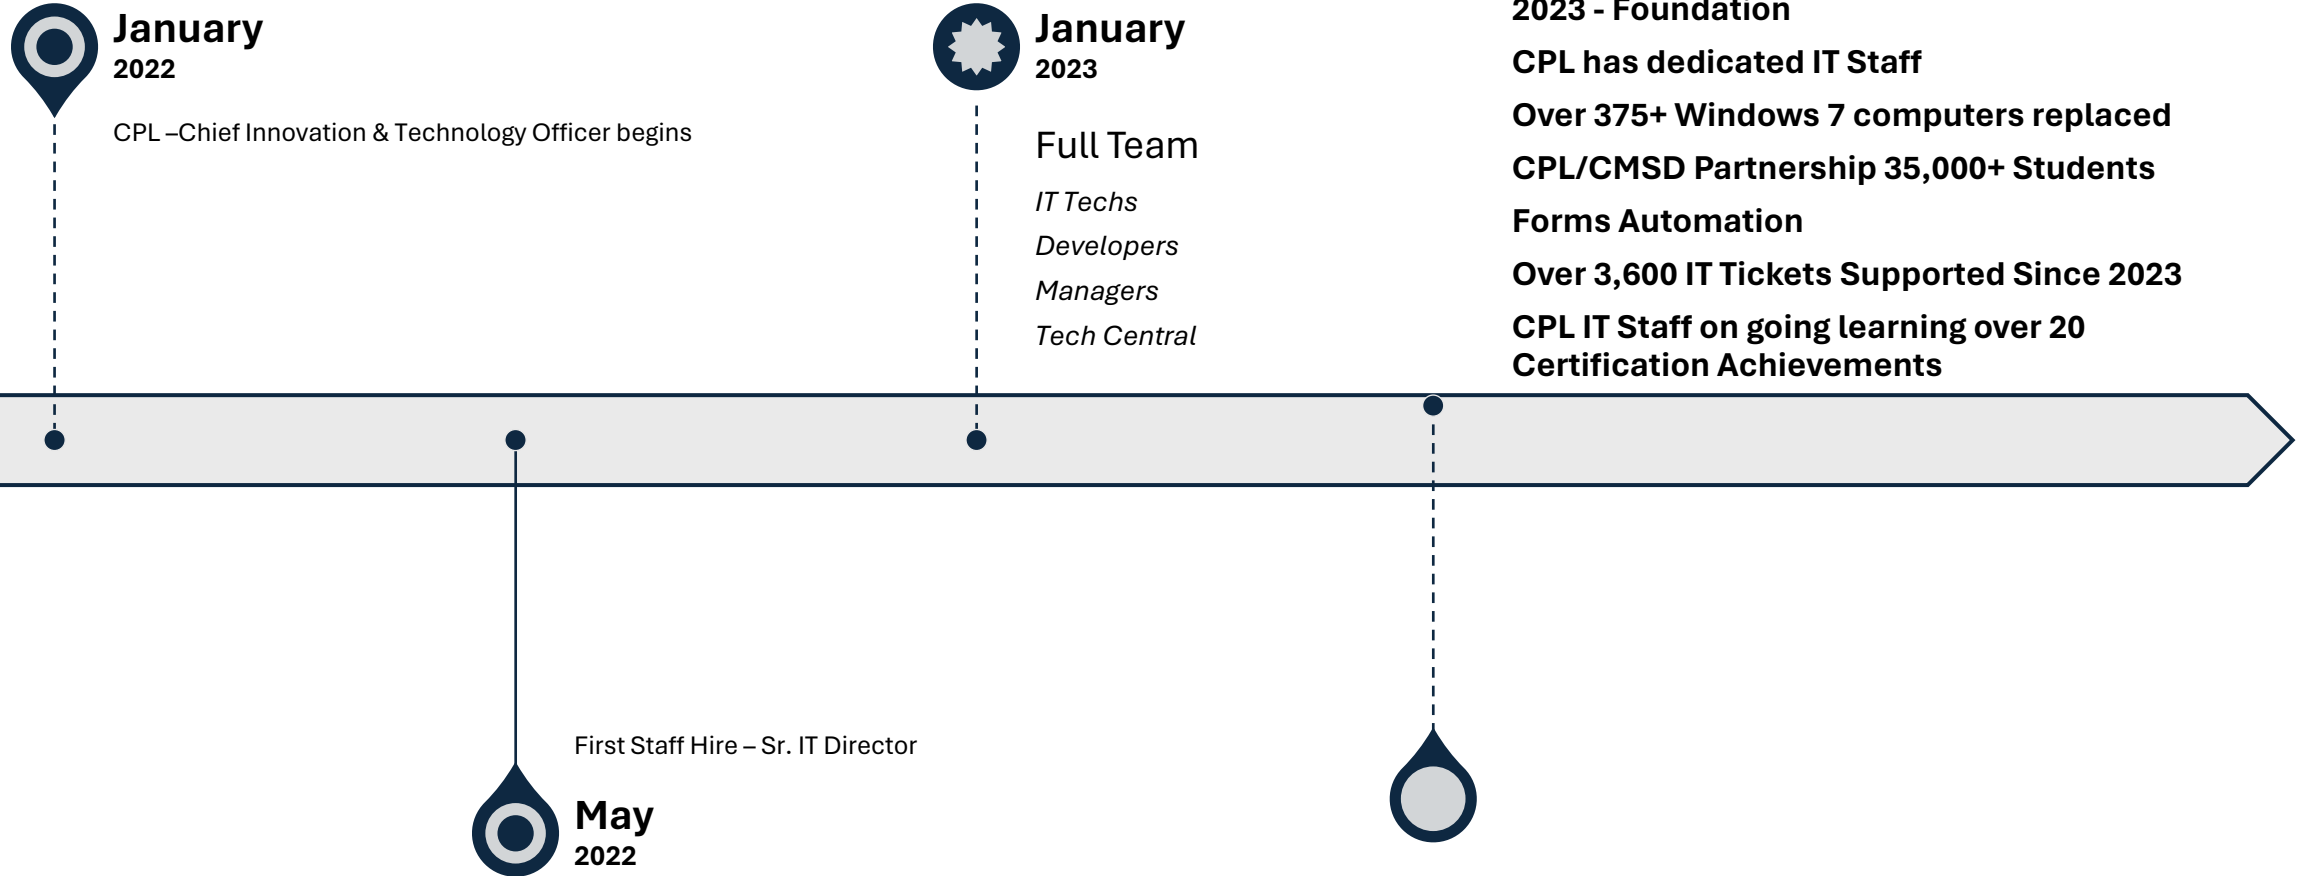 January
2022
CPL –Chief Innovation & Technology Officer begins
January
2023
Full Team
IT Techs
Developers
Managers
Tech Central
2023 - Foundation
CPL has dedicated IT Staff
Over 375+ Windows 7 computers replaced
CPL/CMSD Partnership 35,000+ Students
Forms Automation
Over 3,600 IT Tickets Supported Since 2023
CPL IT Staff on going learning over 20
Certification Achievements
First Staff Hire – Sr. IT Director
May
2022